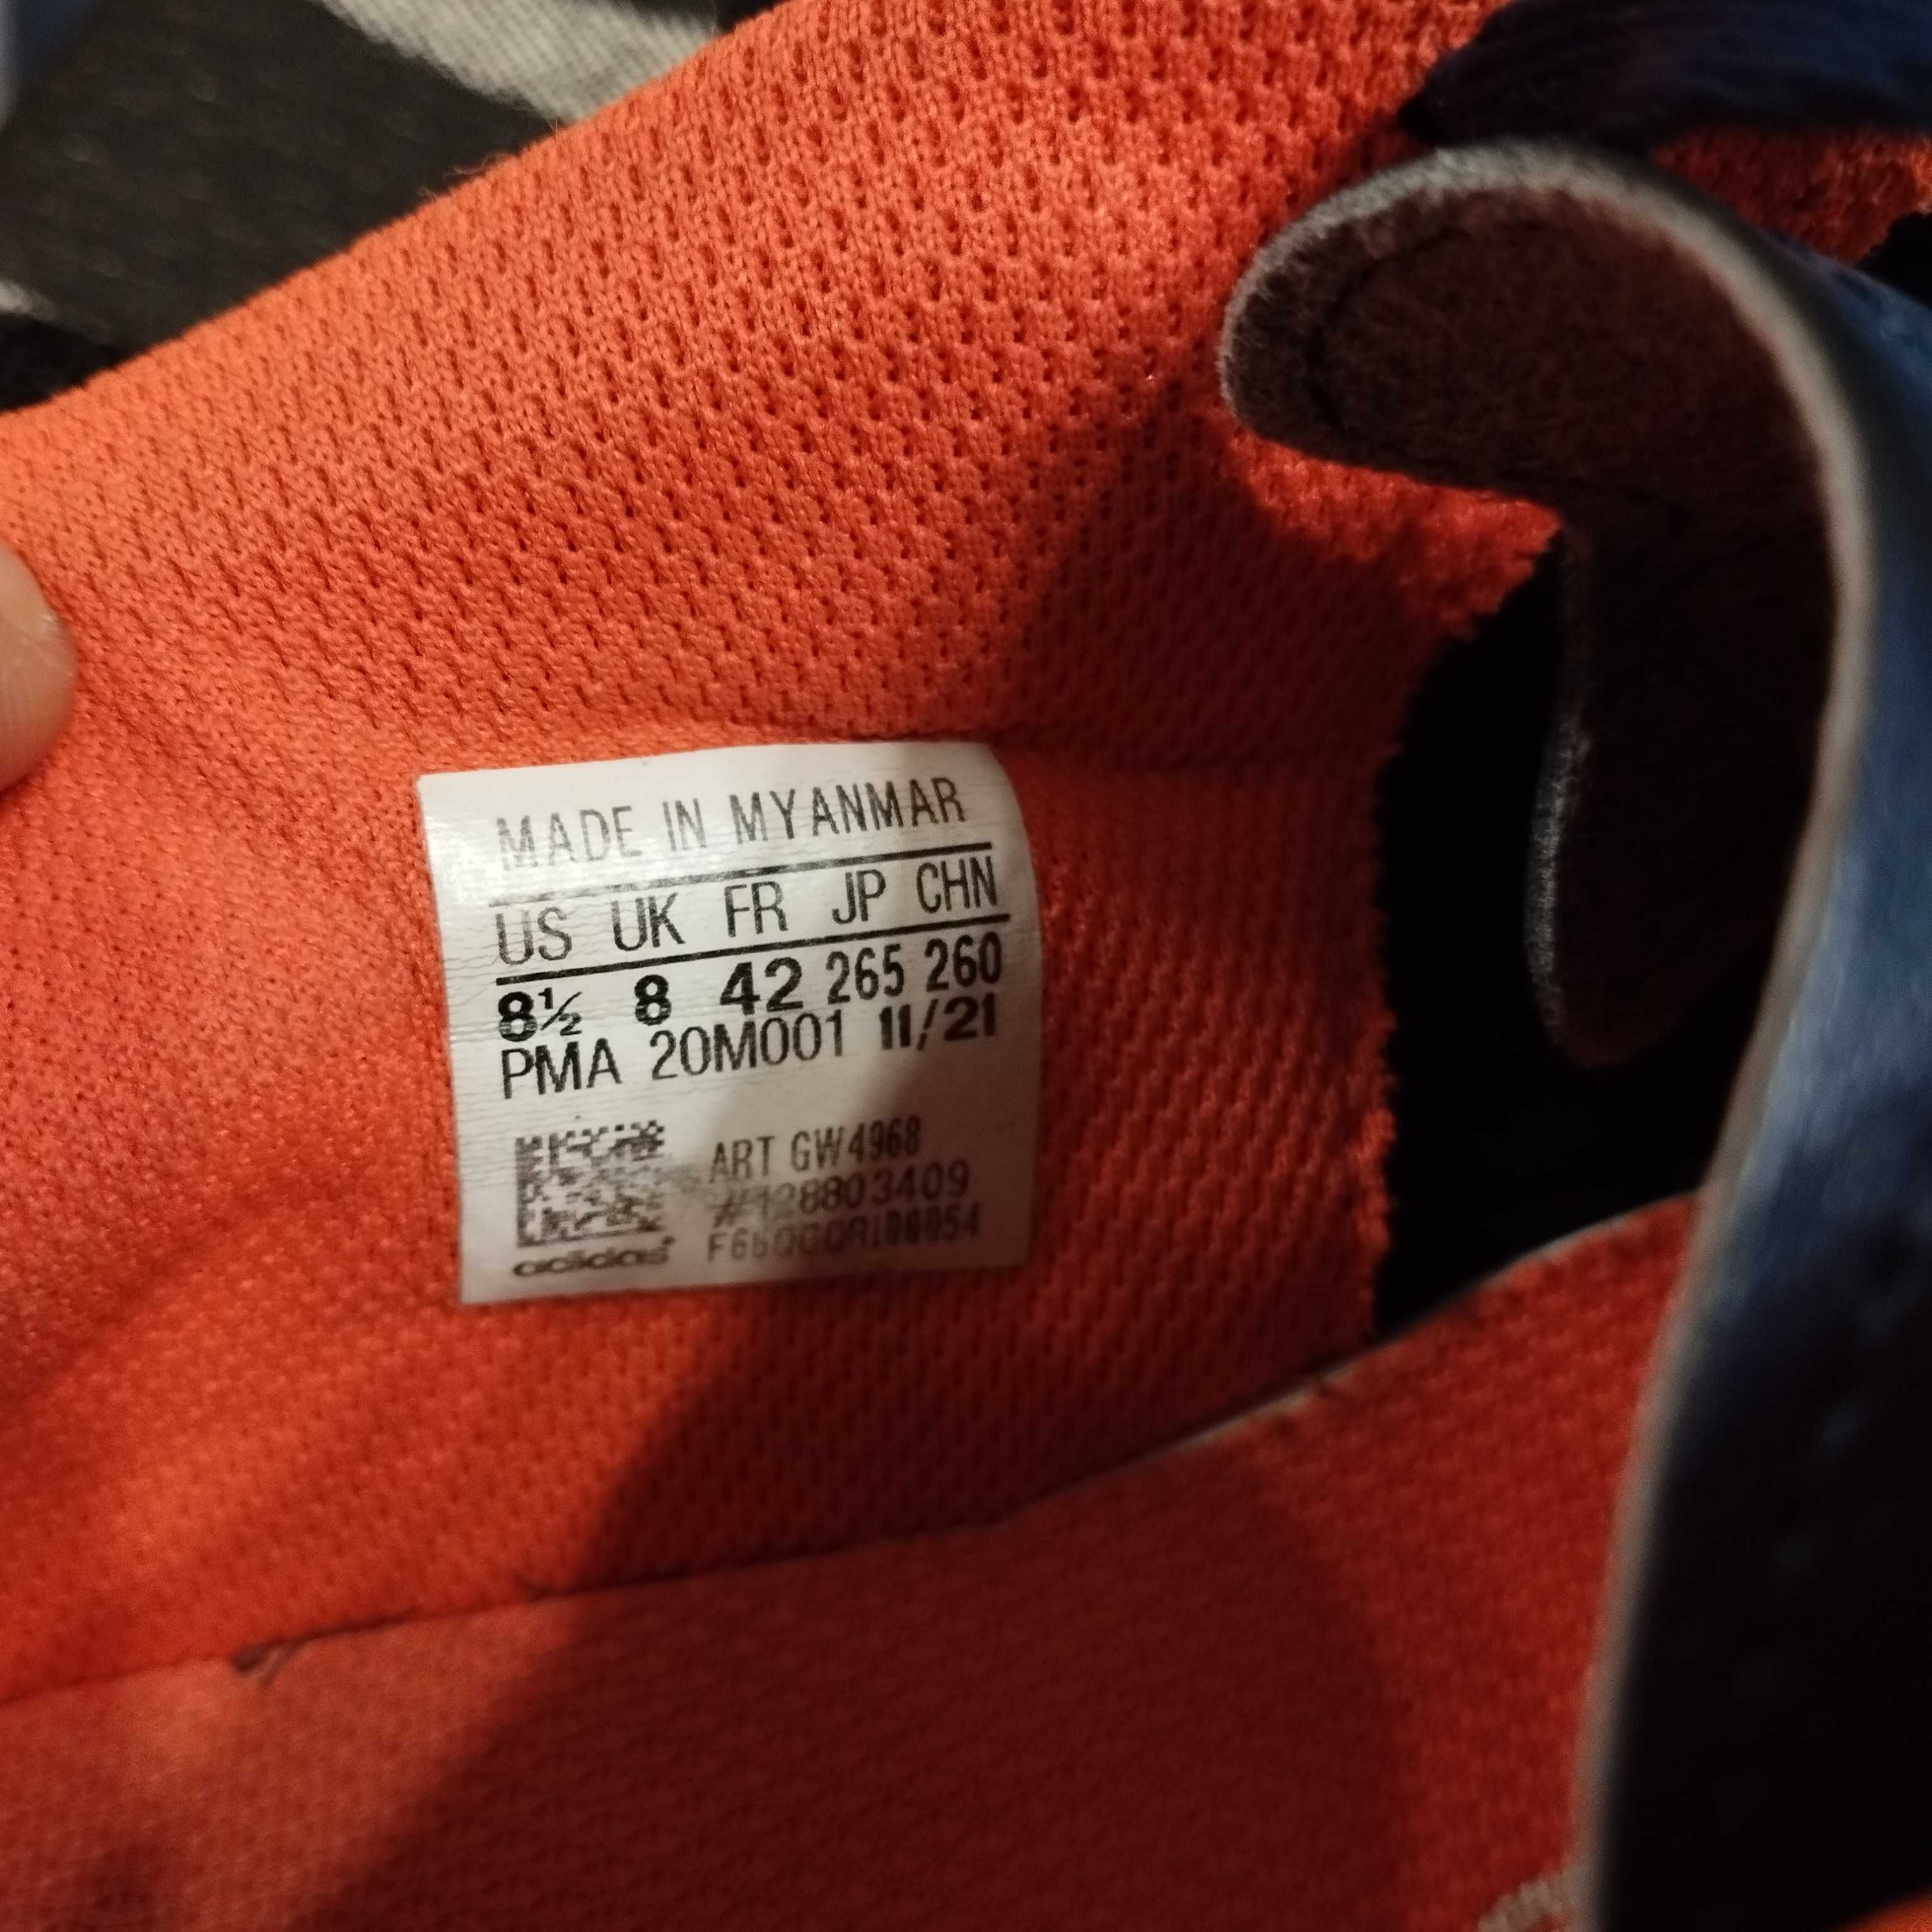 MADE IN MYANMAR
US UK FR JP CHN
8½ 8 42 265 260
PMA 20M001 11/21
ART GW4968
#128803409
adidas